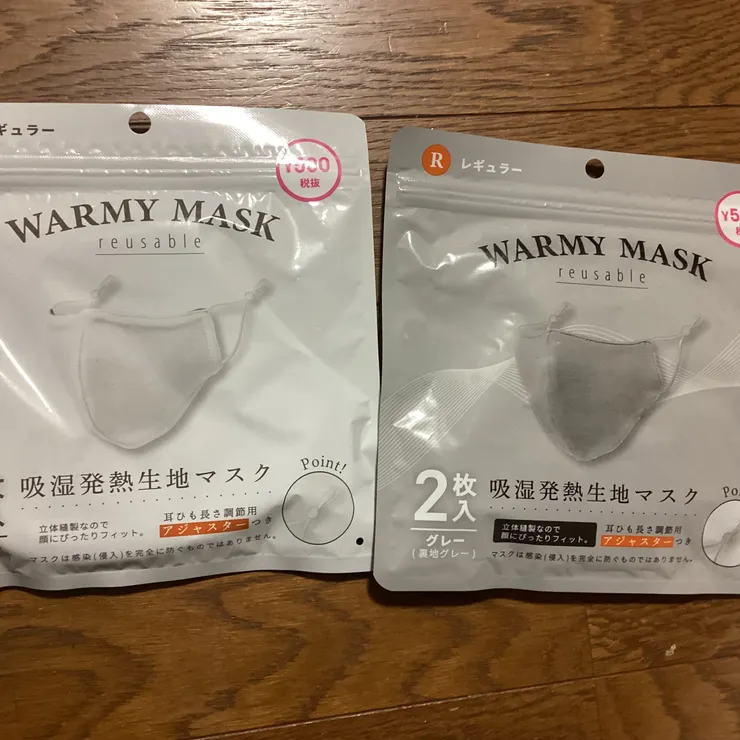 ギュラー
税抜
WARMY MASK
reusable
吸湿発熱生地マスク
Point!
立体縫製なので
顔にぴったりフィット。
耳ひも長さ調節用
アジャスターつき
マスクは感染(侵入)を完全に防ぐものではありません。
R レギュラー
¥5
WARMY MASK
reusable
2枚入
グレー
(裏地グレー)
吸湿発熱生地マスク
Po
立体縫製なので
顔にぴったりフィット。
耳ひも長さ調節用
アジャスターつき
マスクは感染(侵入)を完全に防ぐものではありません。